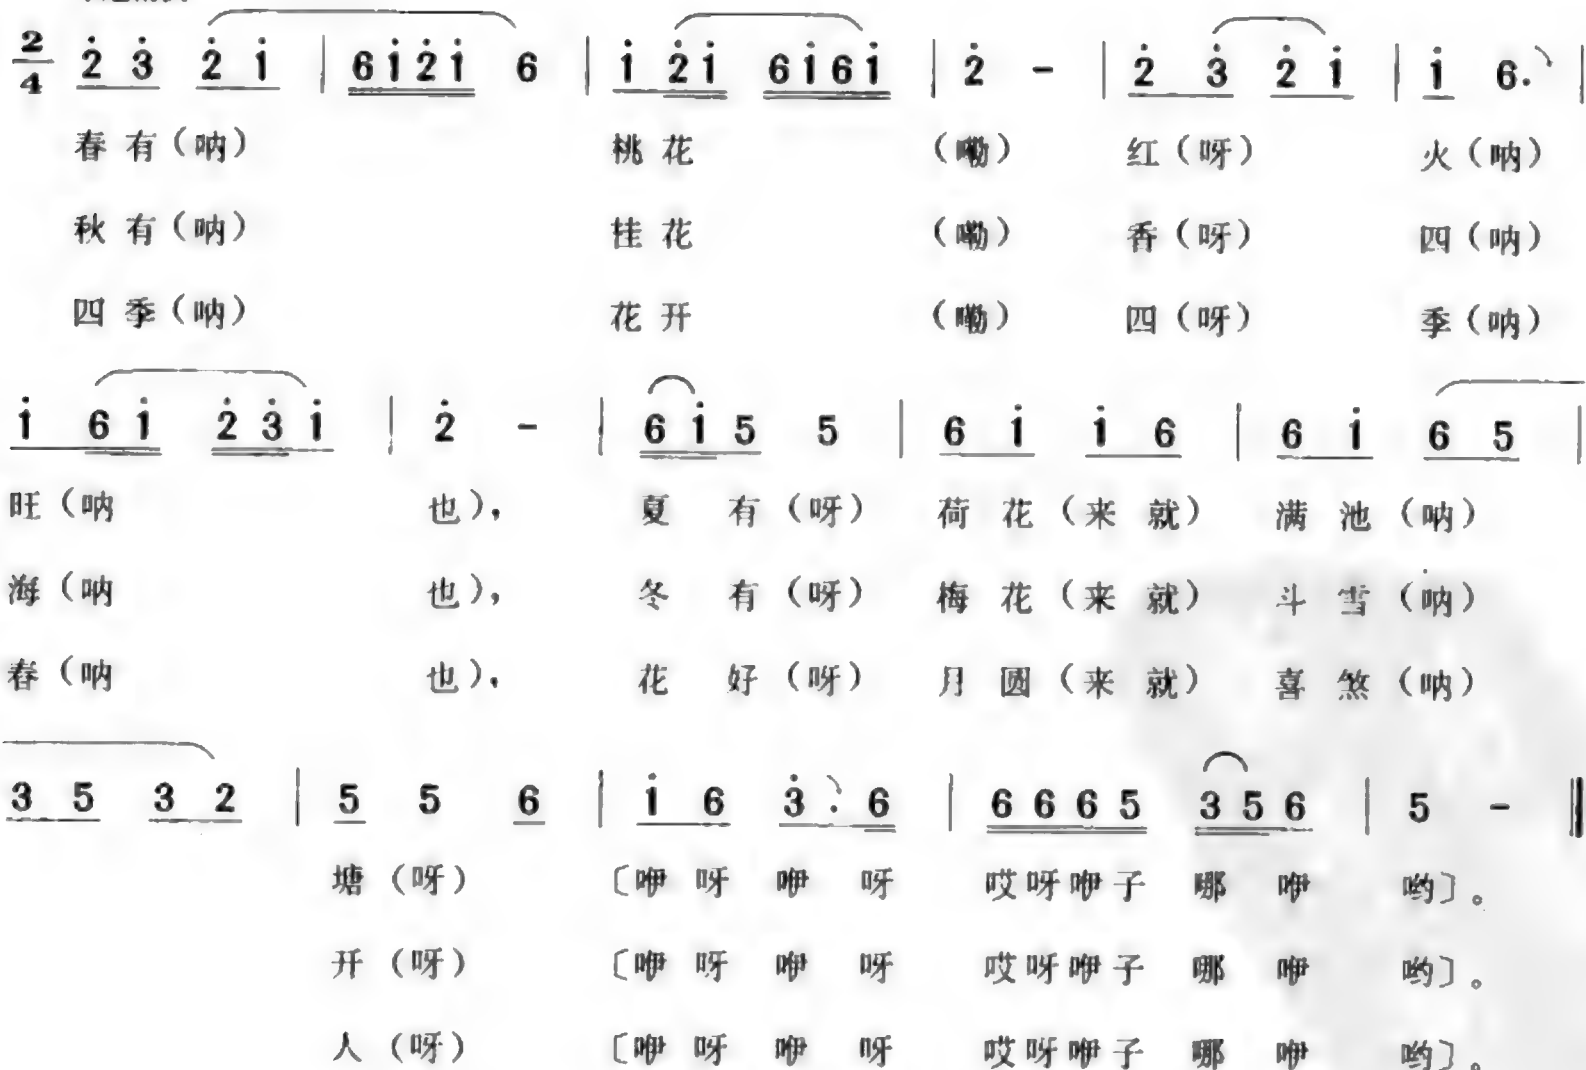 2/4 2̇ 3̇ 2̇ 1̇ | 6 1̇ 2̇ 1̇ 6 | 1̇ 2̇ 1̇ 6 1̇ 6 1̇ | 2̇ - | 2̇ 3̇ 2̇ 1̇ | 1̇ 6. |
春有(呐) 桃花 (嘞) 红(呀) 火(呐)
秋有(呐) 桂花 (嘞) 香(呀) 四(呐)
四季(呐) 花开 (嘞) 四(呀) 季(呐)
1̇ 6 1̇ 2̇ 3̇ 1̇ | 2̇ - | 6 1̇ 5 5 | 6 1̇ 1̇ 6 | 6 1̇ 6 5 |
旺(呐 也), 夏 有(呀) 荷花(来就) 满池(呐)
海(呐 也), 冬 有(呀) 梅花(来就) 斗雪(呐)
春(呐 也), 花 好(呀) 月圆(来就) 喜煞(呐)
3 5 3 2 | 5 5 6 | 1̇ 6 3̇. 6 | 6 6 6 5 3 5 6 | 5 - ‖
塘(呀) 〔咿呀咿呀 哎呀咿子哪咿 哟〕。
开(呀) 〔咿呀咿呀 哎呀咿子哪咿 哟〕。
人(呀) 〔咿呀咿呀 哎呀咿子哪咿 哟〕。